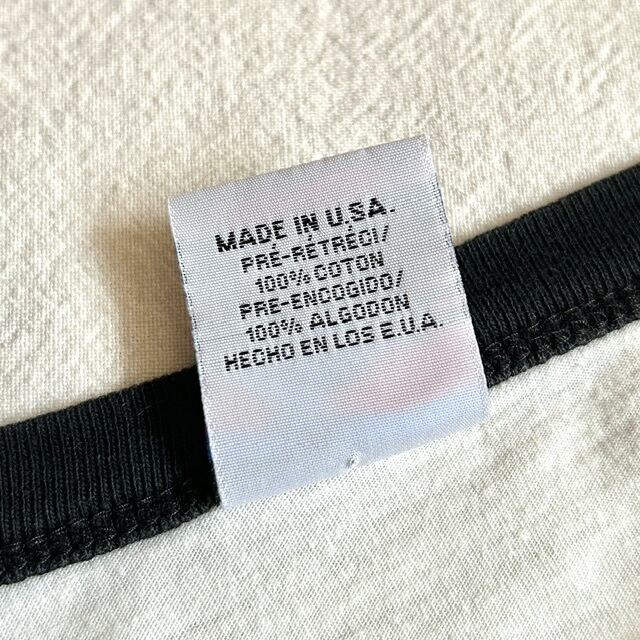 MADE IN U.S.A.
PRÉ-RÉTRÉCI/
100% COTON
PRE-ENCOGIDO/
100% ALGODON
HECHO EN LOS E.U.A.